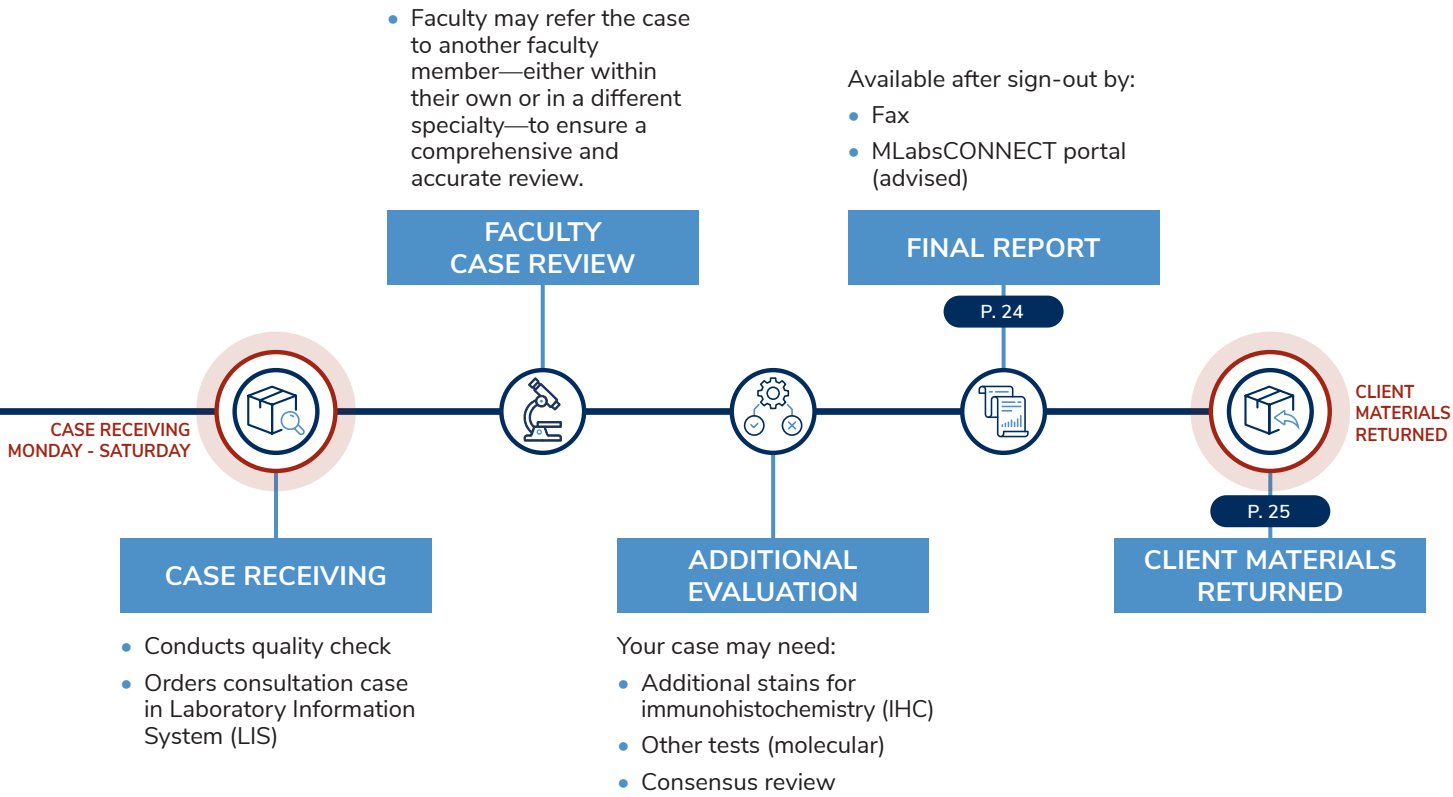 • Faculty may refer the case
to another faculty
member—either within
their own or in a different
specialty—to ensure a
comprehensive and
accurate review.
FACULTY
CASE REVIEW
Available after sign-out by:
• Fax
• MLabsCONNECT portal
(advised)
FINAL REPORT
P. 24
CASE RECEIVING
MONDAY - SATURDAY
CLIENT
MATERIALS
RETURNED
CASE RECEIVING
• Conducts quality check
• Orders consultation case
in Laboratory Information
System (LIS)
ADDITIONAL
EVALUATION
Your case may need:
• Additional stains for
immunohistochemistry (IHC)
• Other tests (molecular)
• Consensus review
P. 25
CLIENT MATERIALS
RETURNED